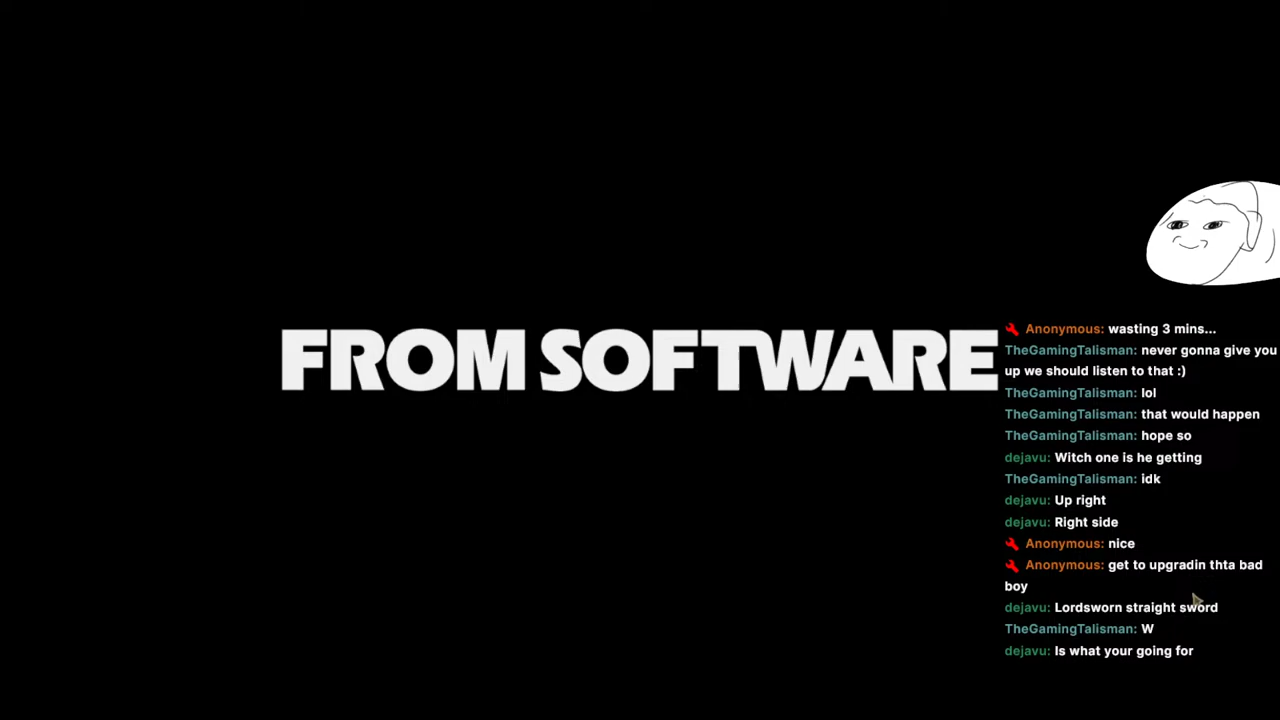 FROM SOFTWARE
Anonymous: wasting 3 mins...
TheGamingTalisman: never gonna give you
up we should listen to that :)
TheGamingTalisman: lol
TheGamingTalisman: that would happen
TheGamingTalisman: hope so
dejavu: Witch one is he getting
TheGamingTalisman: idk
dejavu: Up right
dejavu: Right side
Anonymous: nice
Anonymous: get to upgradin thta bad
boy
dejavu: Lordsworn straight sword
TheGamingTalisman: W
dejavu: Is what your going for